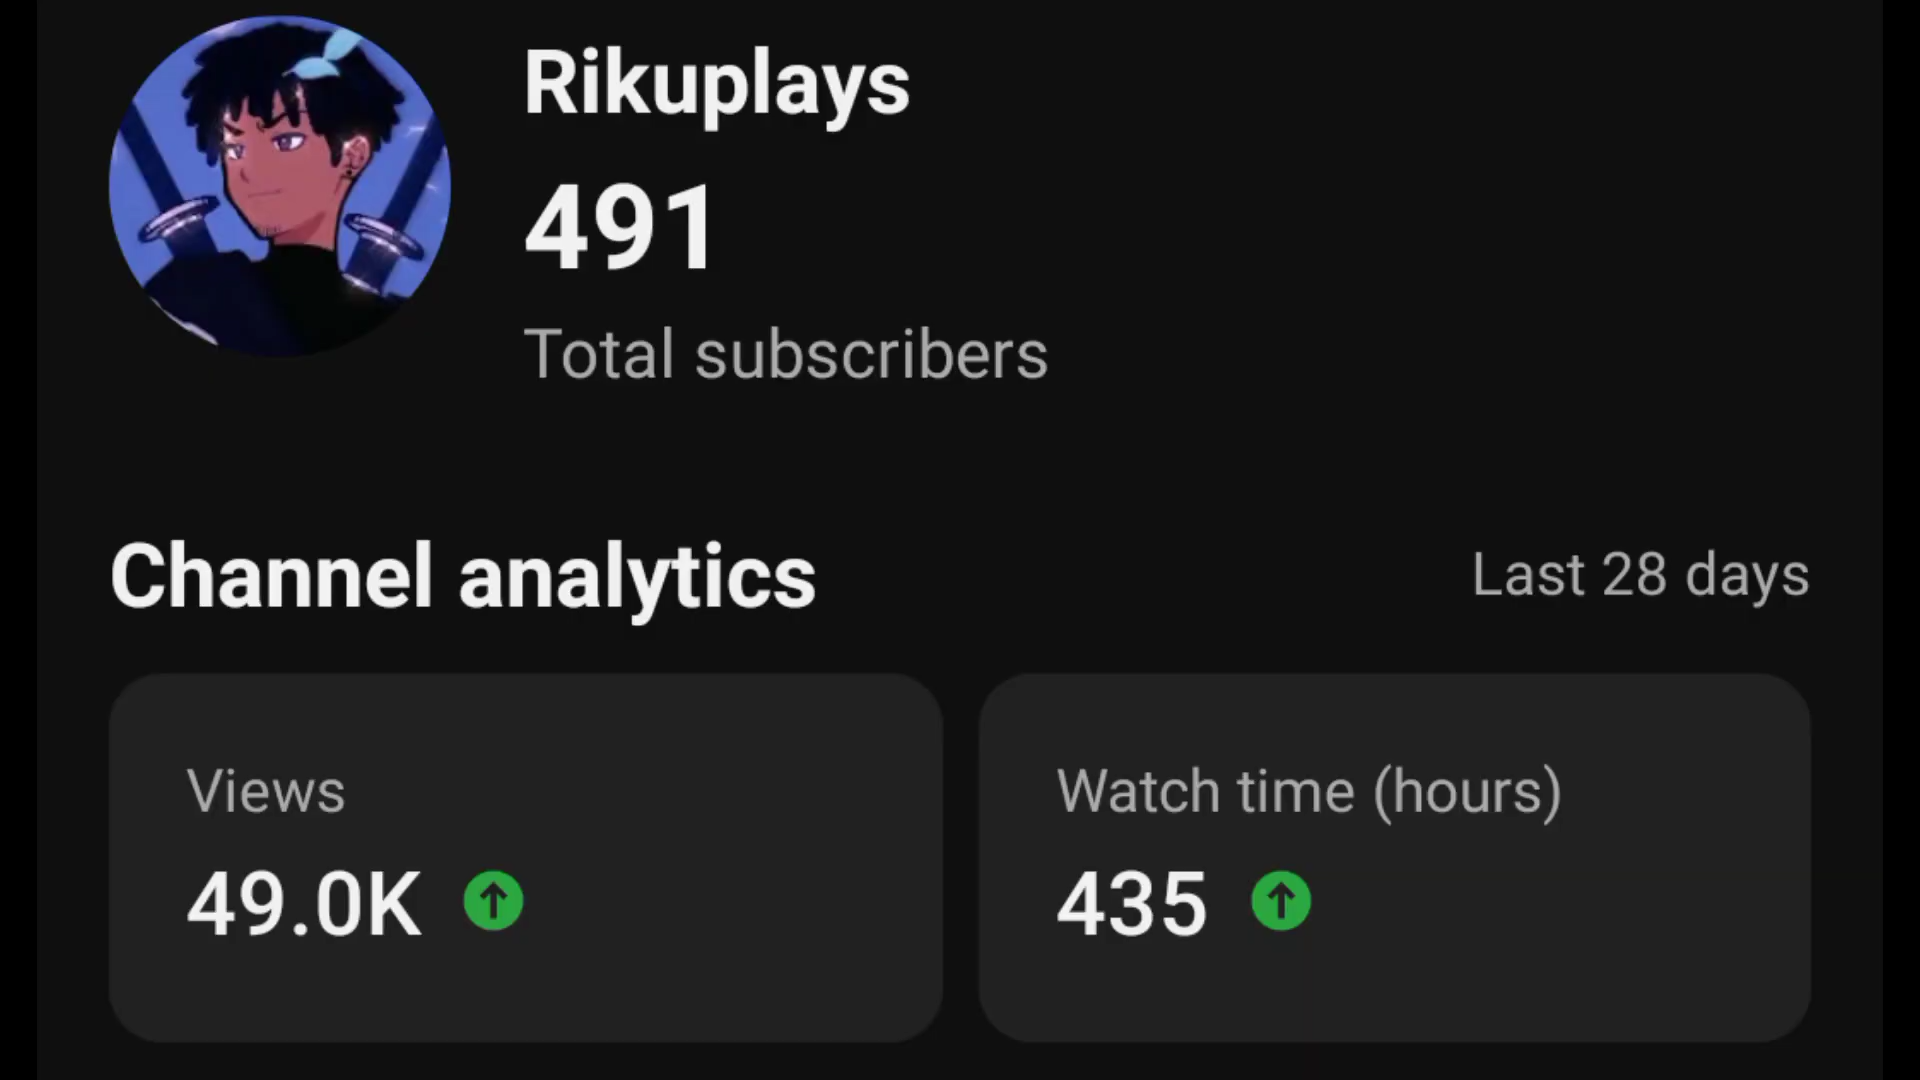 Rikuplays
491
Total subscribers
Channel analytics
Last 28 days
Views
49.0K
Watch time (hours)
435